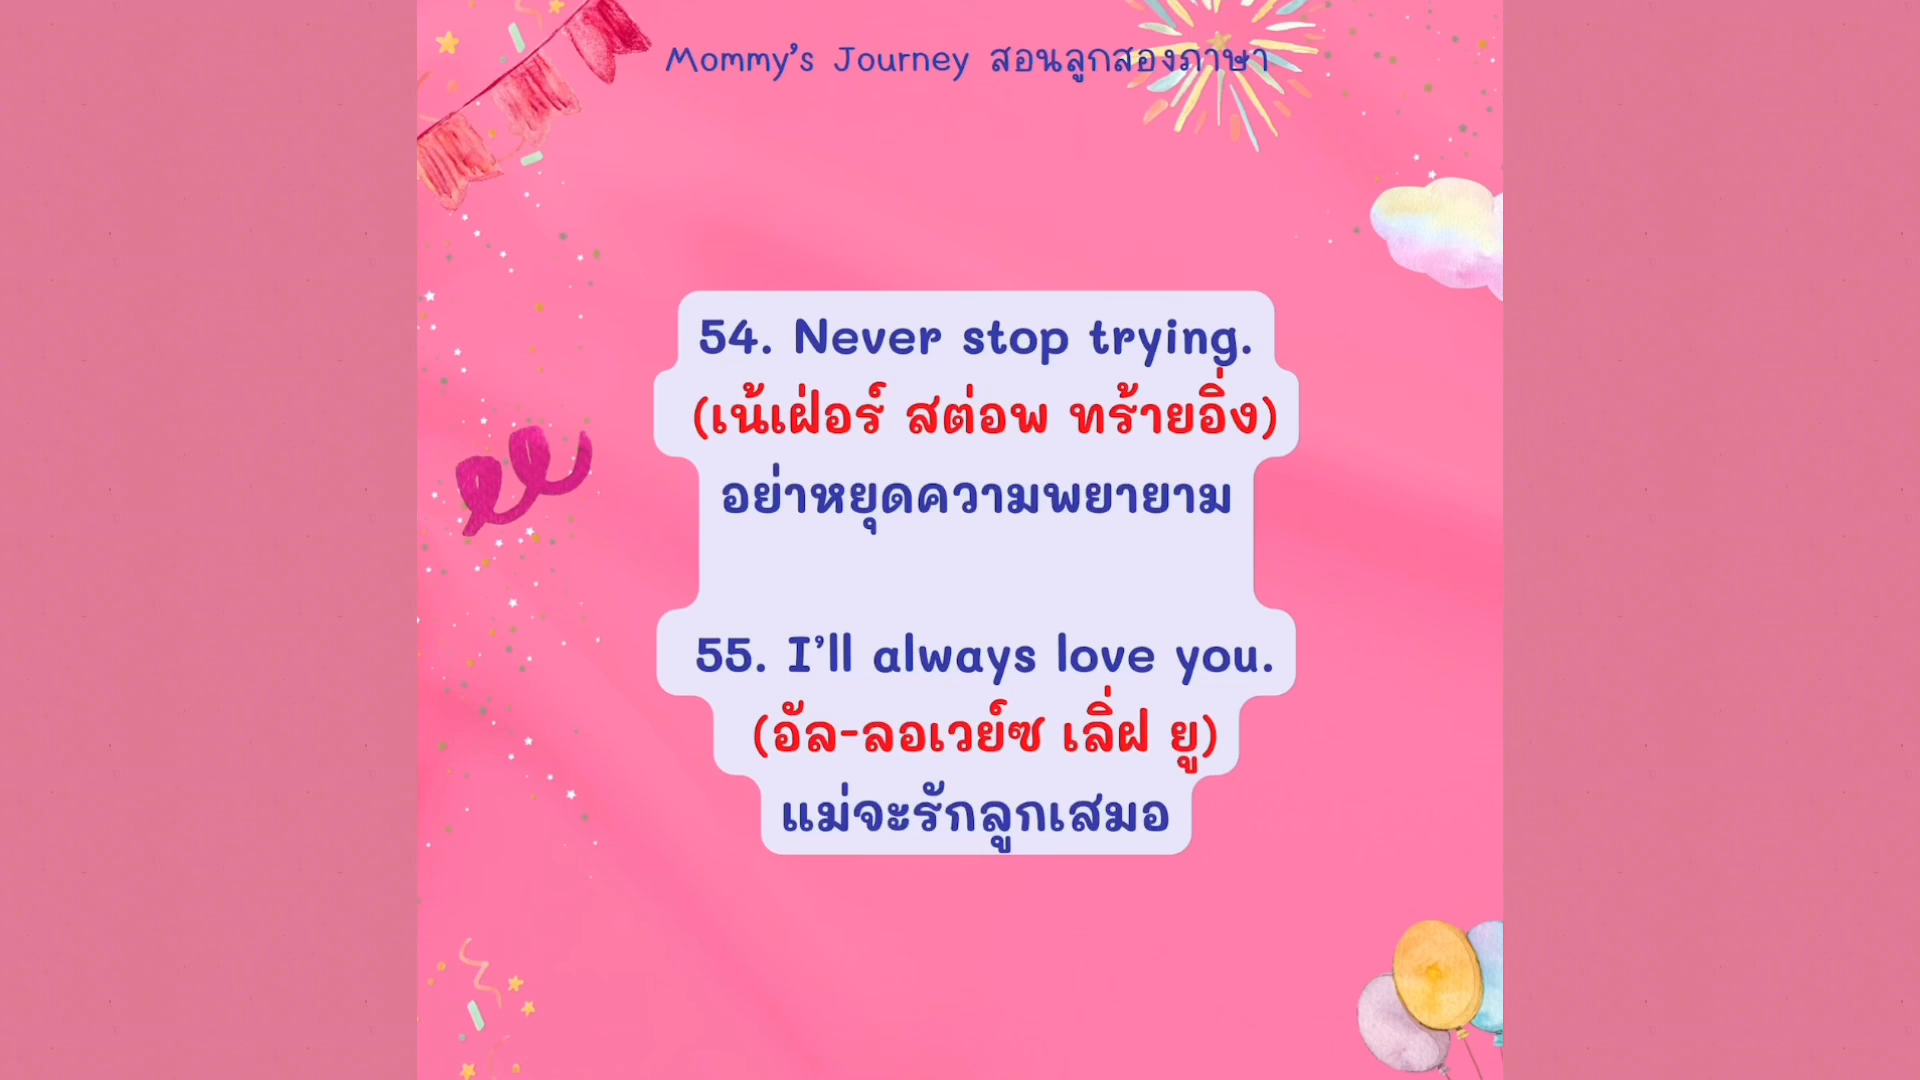 Mommy's Journey สอนลูกสองภาษา
54. Never stop trying.
(เน้เฝ่อร์ สต่อพ ทร้ายอิ่ง)
อย่าหยุดความพยายาม
55. I'll always love you.
(อัล-ลอเวย์ซ เลิ่ฝ ยู)
แม่จะรักลูกเสมอ